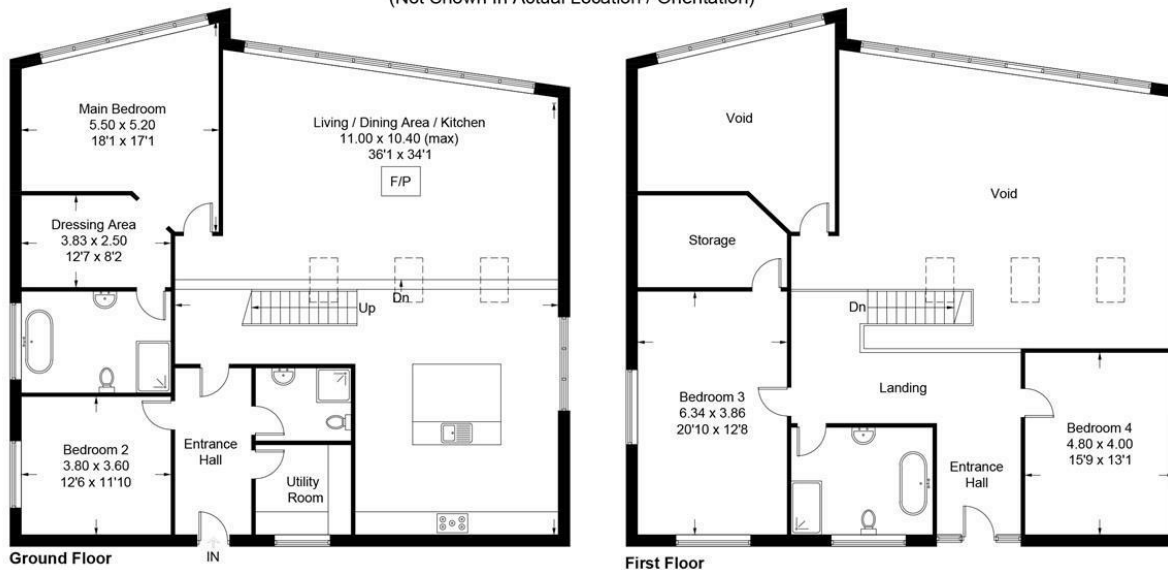 (Not Shown In Actual Location / Orientation)
Main Bedroom
5.50 x 5.20
18'1 x 17'1
Living / Dining Area / Kitchen
11.00 x 10.40 (max)
36'1 x 34'1
F/P
Dressing Area
3.83 x 2.50
12'7 x 8'2
Dn
Up
Bedroom 2
3.80 x 3.60
12'6 x 11'10
Entrance
Hall
Utility
Room
IN
Ground Floor
Void
Void
Storage
Dn
Landing
Bedroom 3
6.34 x 3.86
20'10 x 12'8
Bedroom 4
4.80 x 4.00
15'9 x 13'1
Entrance
Hall
First Floor